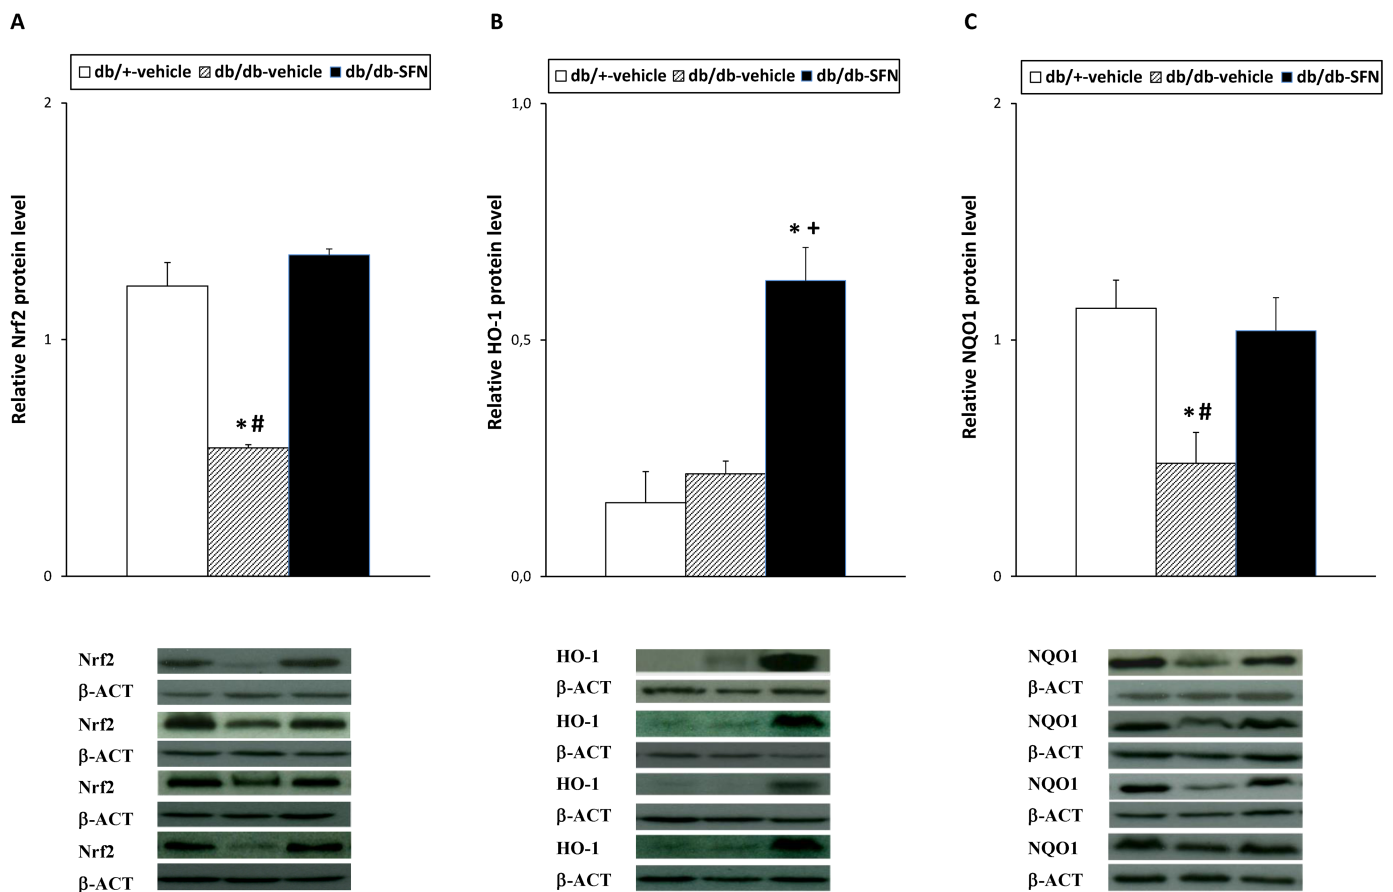 A
B
C
db/+-vehicle db/db-vehicle db/db-SFN
db/+-vehicle db/db-vehicle db/db-SFN
db/+-vehicle db/db-vehicle db/db-SFN
Relative Nrf2 protein level
2
1
0
*#
Relative HO-1 protein level
1,0
0,5
0,0
*+
Relative NQO1 protein level
2
1
0
*#
Nrf2
β-ACT
Nrf2
β-ACT
Nrf2
β-ACT
Nrf2
β-ACT
HO-1
β-ACT
HO-1
β-ACT
HO-1
β-ACT
HO-1
β-ACT
NQO1
β-ACT
NQO1
β-ACT
NQO1
β-ACT
NQO1
β-ACT